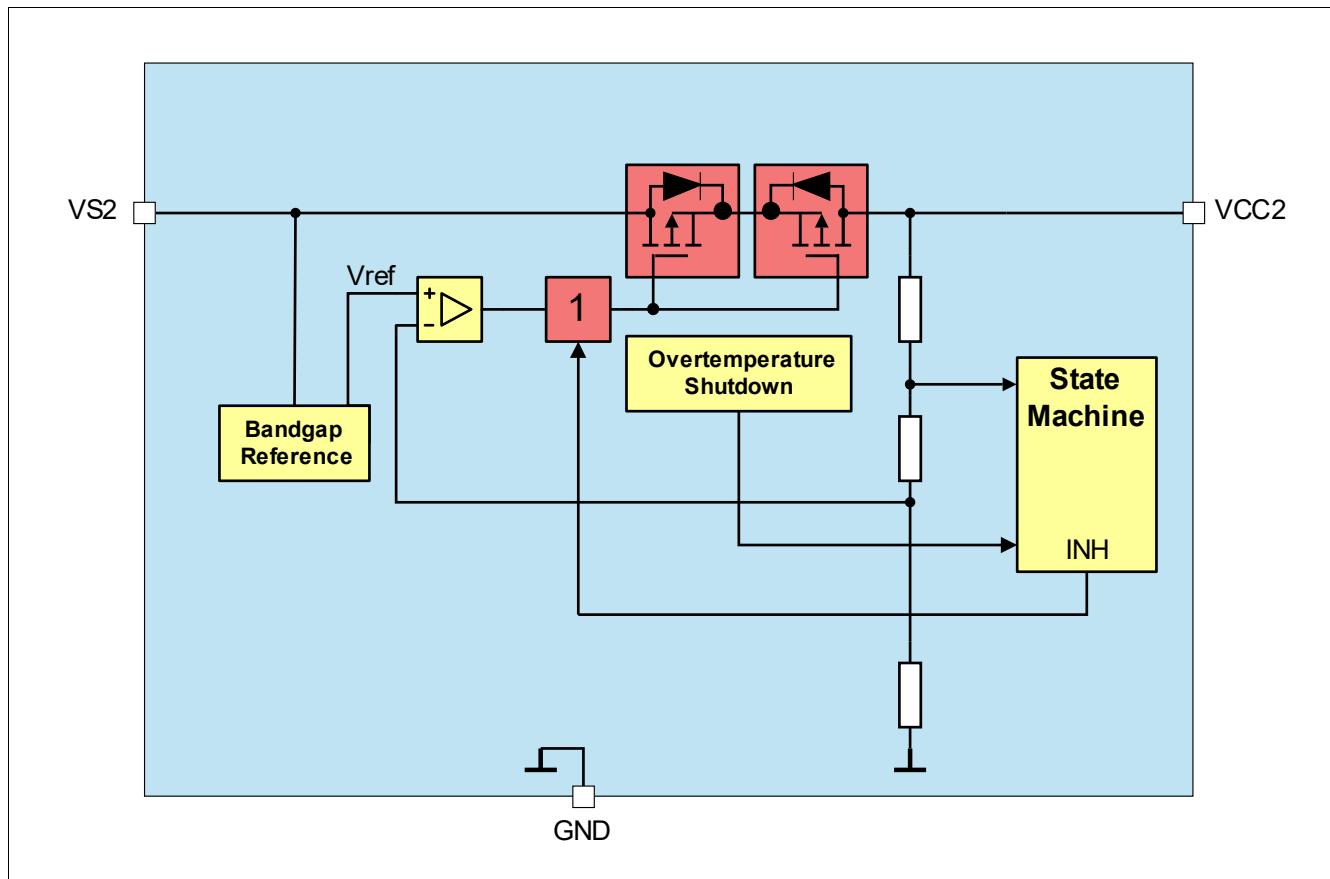 VS2
VCC2
Vref
+
−
1
Overtemperature
Shutdown
State
Machine
Bandgap
Reference
INH
GND